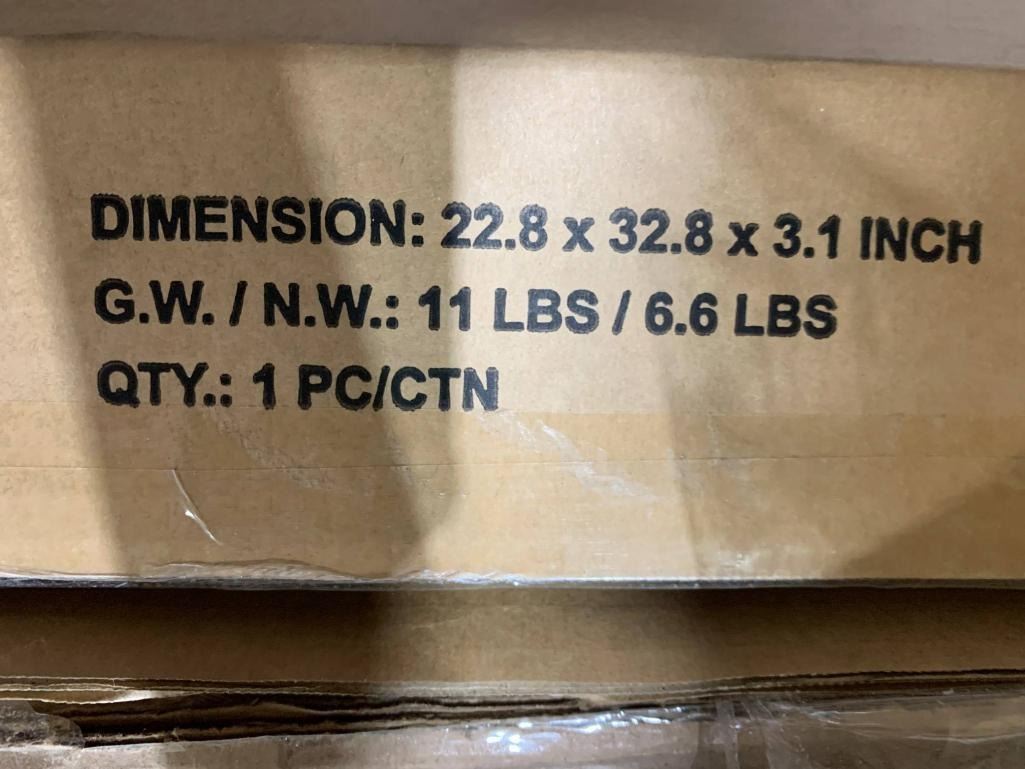 DIMENSION: 22.8 x 32.8 x 3.1 INCH
G.W. / N.W.: 11 LBS / 6.6 LBS
QTY.: 1 PC/CTN